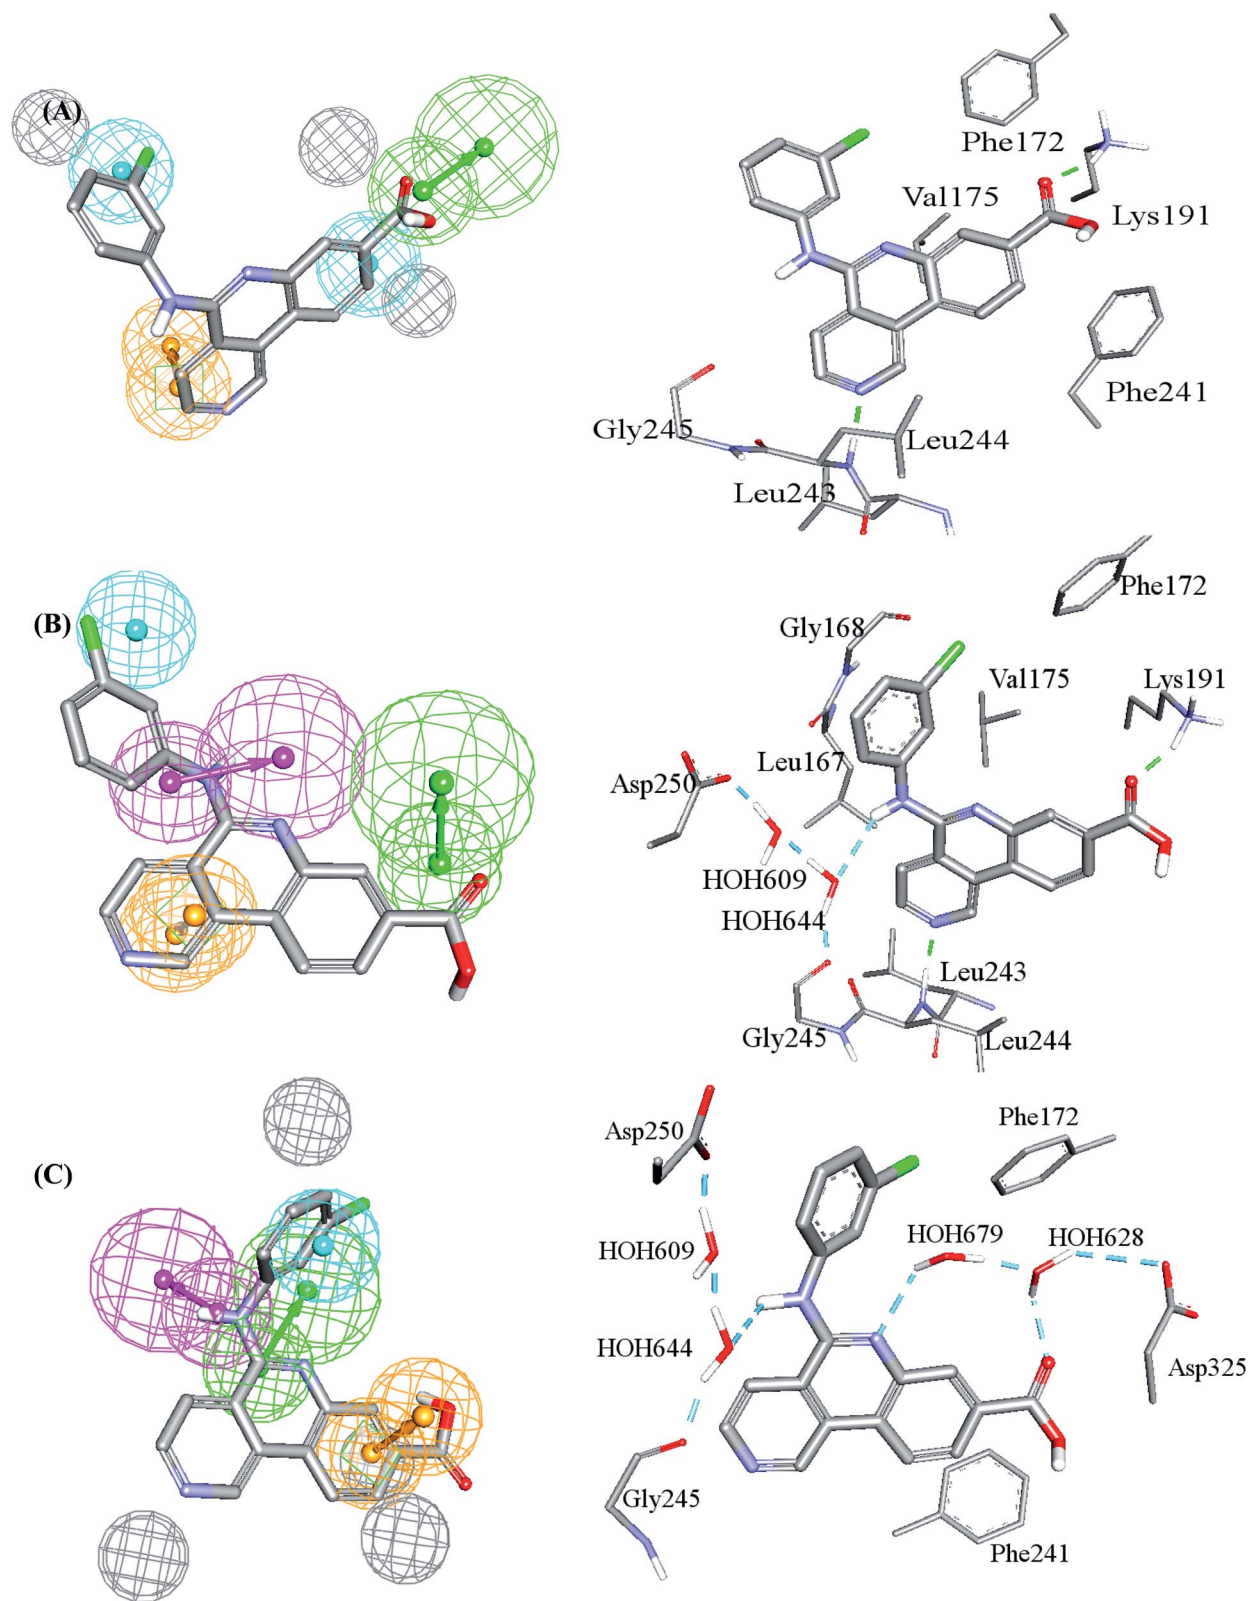 (A)
Phe172
Val175
Lys191
Phe241
Gly245
Leu244
Leu243
(B)
Phe172
Gly168
Val175
Lys191
Leu167
Asp250
HOH609
HOH644
Leu243
Gly245
Leu244
(C)
Asp250
Phe172
HOH609
HOH679
HOH628
HOH644
Asp325
Gly245
Phe241